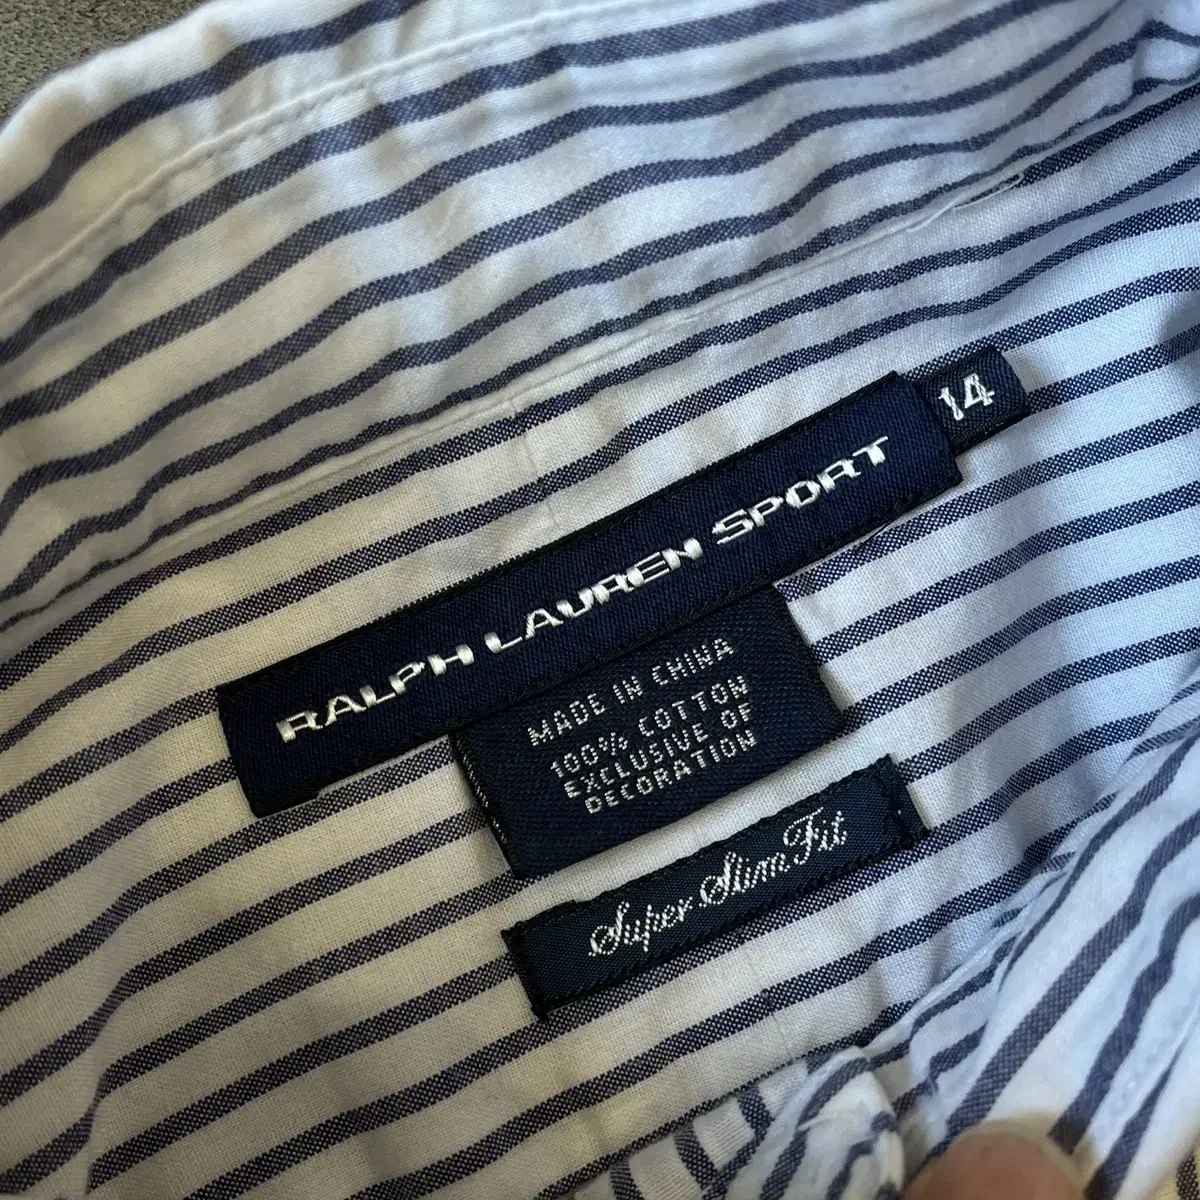 RALPH LAUREN SPORT
14
MADE IN CHINA
100% COTTON
EXCLUSIVE OF
DECORATION
Super Slim Fit